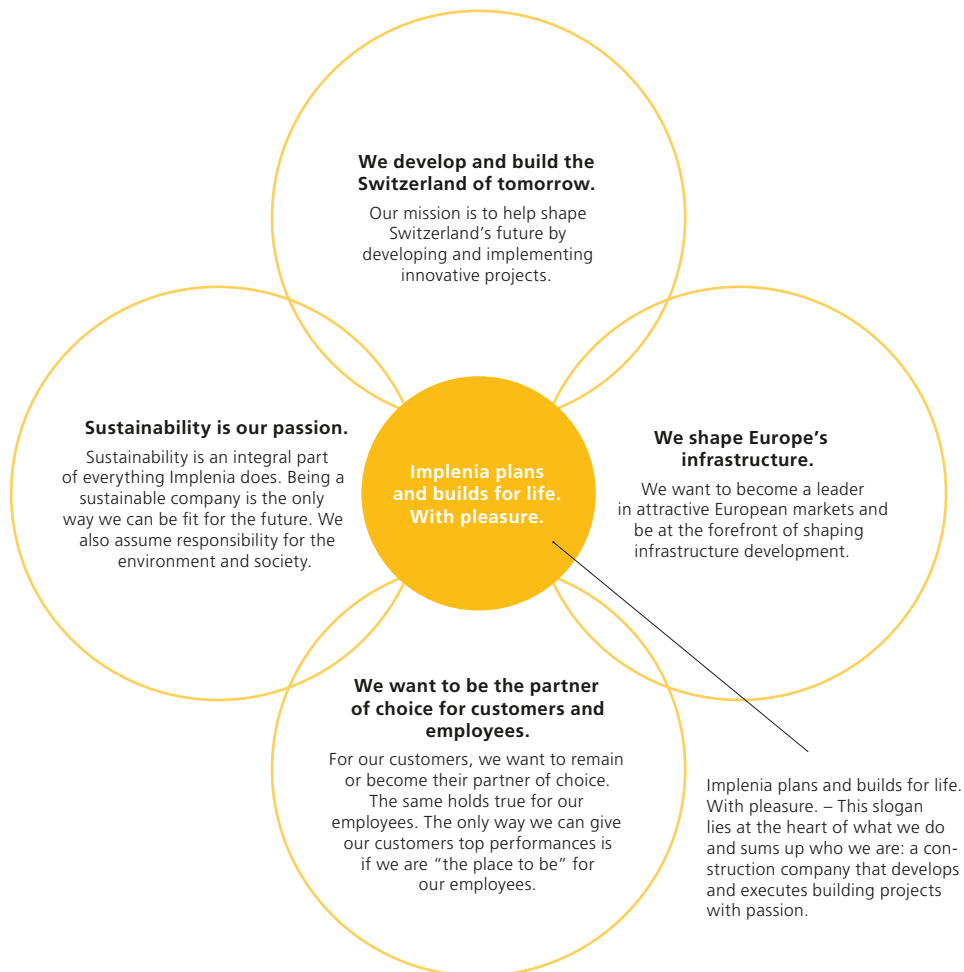 We develop and build the
Switzerland of tomorrow.
Our mission is to help shape
Switzerland’s future by
developing and implementing
innovative projects.
Sustainability is our passion.
Sustainability is an integral part
of everything Implenia does. Being a
sustainable company is the only
way we can be fit for the future. We
also assume responsibility for the
environment and society.
Implenia plans
and builds for life.
With pleasure.
We shape Europe’s
infrastructure.
We want to become a leader
in attractive European markets and
be at the forefront of shaping
infrastructure development.
We want to be the partner
of choice for customers and
employees.
For our customers, we want to remain
or become their partner of choice.
The same holds true for our
employees. The only way we can give
our customers top performances is
if we are “the place to be” for
our employees.
Implenia plans and builds for life.
With pleasure. – This slogan
lies at the heart of what we do
and sums up who we are: a con-
struction company that develops
and executes building projects
with passion.